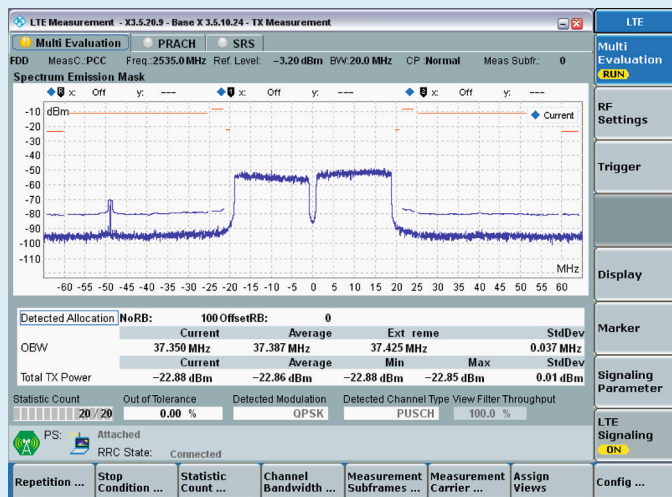 LTE Measurement - X3.5.20.9 - Base X 3.5.10.24 - TX Measurement
LTE
Multi Evaluation PRACH SRS
FDD MeasC.:PCC Freq.:2535.0 MHz Ref. Level: −3.20 dBm BW:20.0 MHz CP :Normal Meas Subfr.: 0
Spectrum Emission Mask
x: Off y: --- x: Off y: --- x: Off y: ---
dBm
Current
-10
-20
-30
-40
-50
-60
-70
-80
-90
-100
-110
MHz
-60 -55 -50 -45 -40 -35 -30 -25 -20 -15 -10 -5 0 5 10 15 20 25 30 35 40 45 50 55 60
Detected Allocation NoRB: 100 OffsetRB: 0
Current Average Ext reme StdDev
OBW 37.350 MHz 37.387 MHz 37.425 MHz 0.037 MHz
Current Average Min Max StdDev
Total TX Power −22.88 dBm −22.86 dBm −22.88 dBm −22.85 dBm 0.01 dBm
Statistic Count Out of Tolerance Detected Modulation Detected Channel Type View Filter Throughput
20/20 0.00 % QPSK PUSCH 100.0 %
PS: Attached
RRC State: Connected
Multi
Evaluation
RUN
RF
Settings
Trigger
Display
Marker
Signaling
Parameter
LTE
Signaling
ON
Repetition ... Stop Condition ... Statistic Count ... Channel Bandwidth ... Measurement Subframes ... Measurement Carrier ... Assign Views Config ...